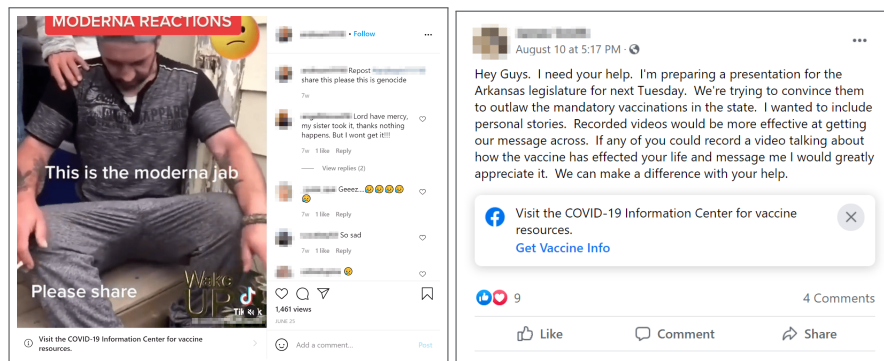 MODERNA REACTIONS
This is the moderna jab
Please share
Wake
UP
TikTok
Visit the COVID-19 Information Center for vaccine
resources.
• Follow
Repost
share this please this is genocide
7w
Lord have mercy,
my sister took it, thanks nothing
happens. But I wont get it!!!
7w 1 like Reply
View replies (2)
Geeez...
7w 1 like Reply
So sad
7w 1 like Reply
1,461 views
JUNE 25
Add a comment...
Post
August 10 at 5:17 PM ·
Hey Guys. I need your help. I'm preparing a presentation for the
Arkansas legislature for next Tuesday. We're trying to convince them
to outlaw the mandatory vaccinations in the state. I wanted to include
personal stories. Recorded videos would be more effective at getting
our message across. If any of you could record a video talking about
how the vaccine has effected your life and message me I would greatly
appreciate it. We can make a difference with your help.
Visit the COVID-19 Information Center for vaccine
resources.
Get Vaccine Info
9
4 Comments
Like
Comment
Share